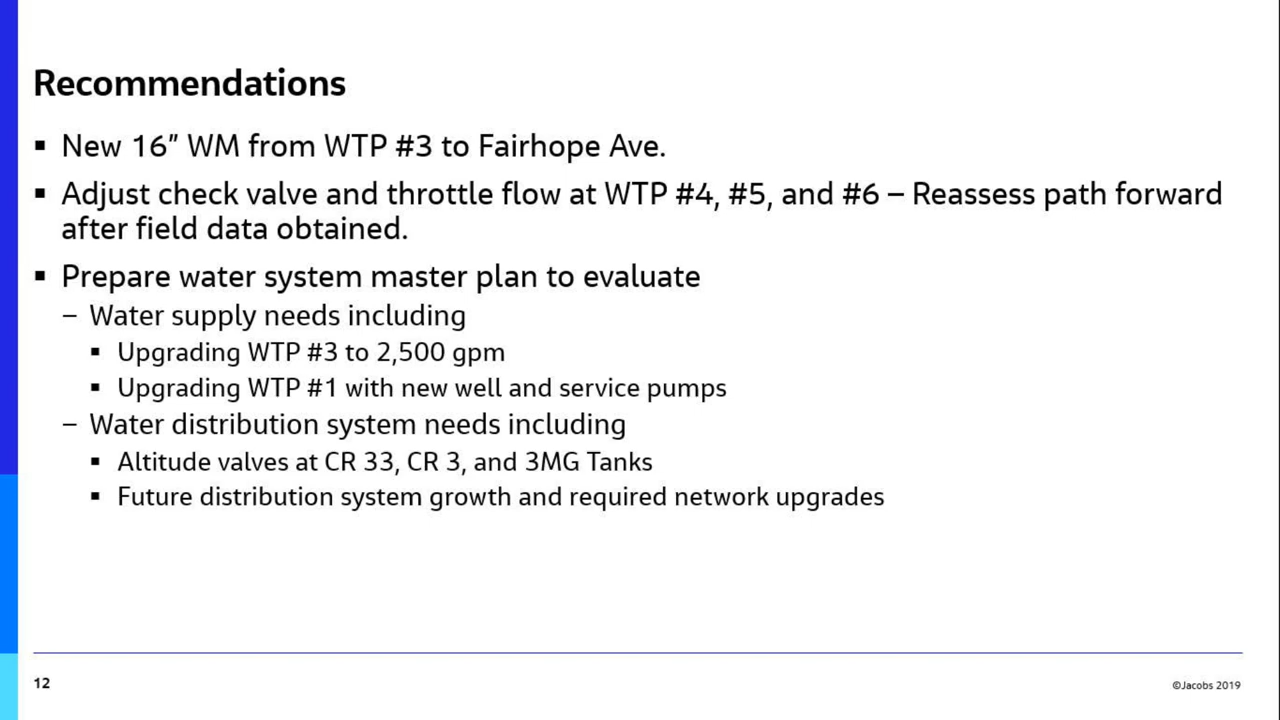 Recommendations
▪ New 16” WM from WTP #3 to Fairhope Ave.
▪ Adjust check valve and throttle flow at WTP #4, #5, and #6 – Reassess path forward
after field data obtained.
▪ Prepare water system master plan to evaluate
– Water supply needs including
▪ Upgrading WTP #3 to 2,500 gpm
▪ Upgrading WTP #1 with new well and service pumps
– Water distribution system needs including
▪ Altitude valves at CR 33, CR 3, and 3MG Tanks
▪ Future distribution system growth and required network upgrades
12
©Jacobs 2019